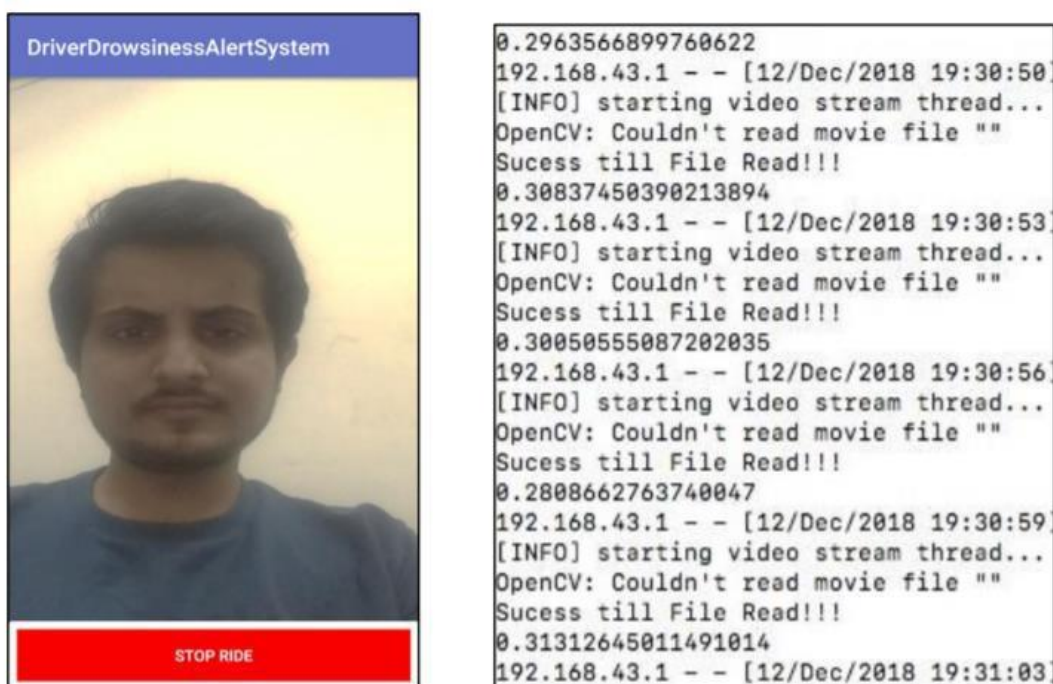 DriverDrowsinessAlertSystem
STOP RIDE
0.2963566899760622
192.168.43.1 - - [12/Dec/2018 19:30:50]
[INFO] starting video stream thread...
OpenCV: Couldn't read movie file ""
Sucess till File Read!!!
0.30837450390213894
192.168.43.1 - - [12/Dec/2018 19:30:53]
[INFO] starting video stream thread...
OpenCV: Couldn't read movie file ""
Sucess till File Read!!!
0.30050555087202035
192.168.43.1 - - [12/Dec/2018 19:30:56]
[INFO] starting video stream thread...
OpenCV: Couldn't read movie file ""
Sucess till File Read!!!
0.2808662763740047
192.168.43.1 - - [12/Dec/2018 19:30:59]
[INFO] starting video stream thread...
OpenCV: Couldn't read movie file ""
Sucess till File Read!!!
0.31312645011491014
192.168.43.1 - - [12/Dec/2018 19:31:03]